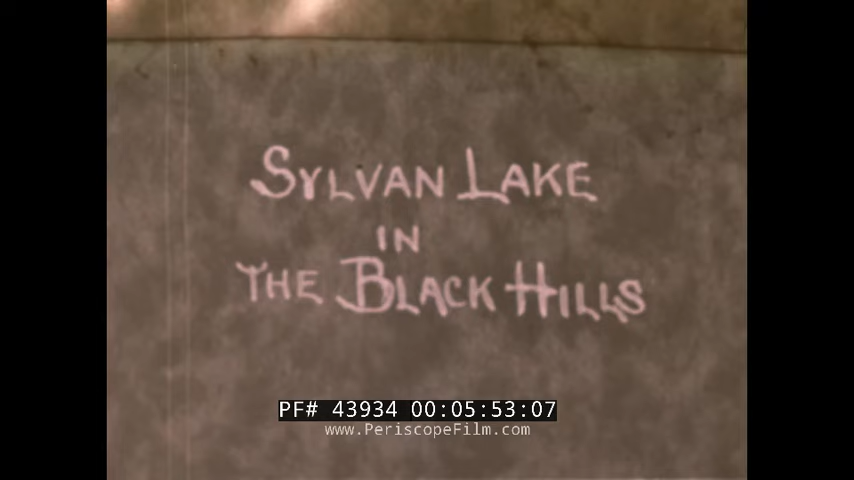 SYLVAN LAKE
IN
THE BLACK HILLS
PF# 43934 00:05:53:07
www.PeriscopeFilm.com